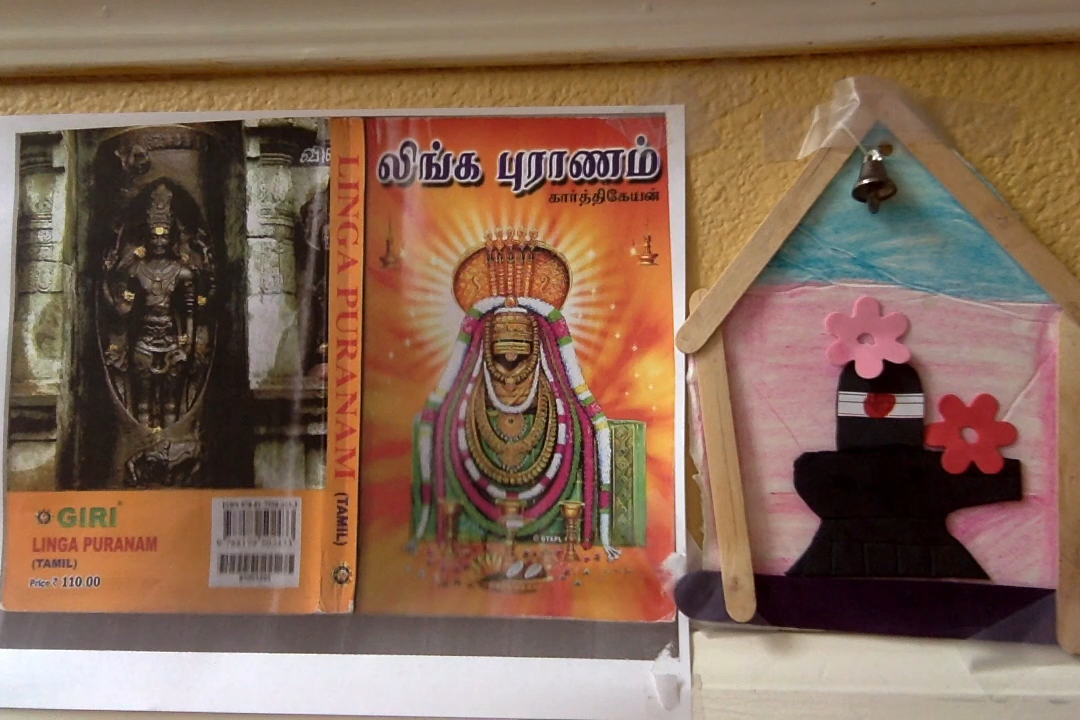 லிங்க புராணம்
கார்த்திகேயன்
LINGA PURANAM (TAMIL)
GIRI
LINGA PURANAM
(TAMIL)
Price ₹ 110.00